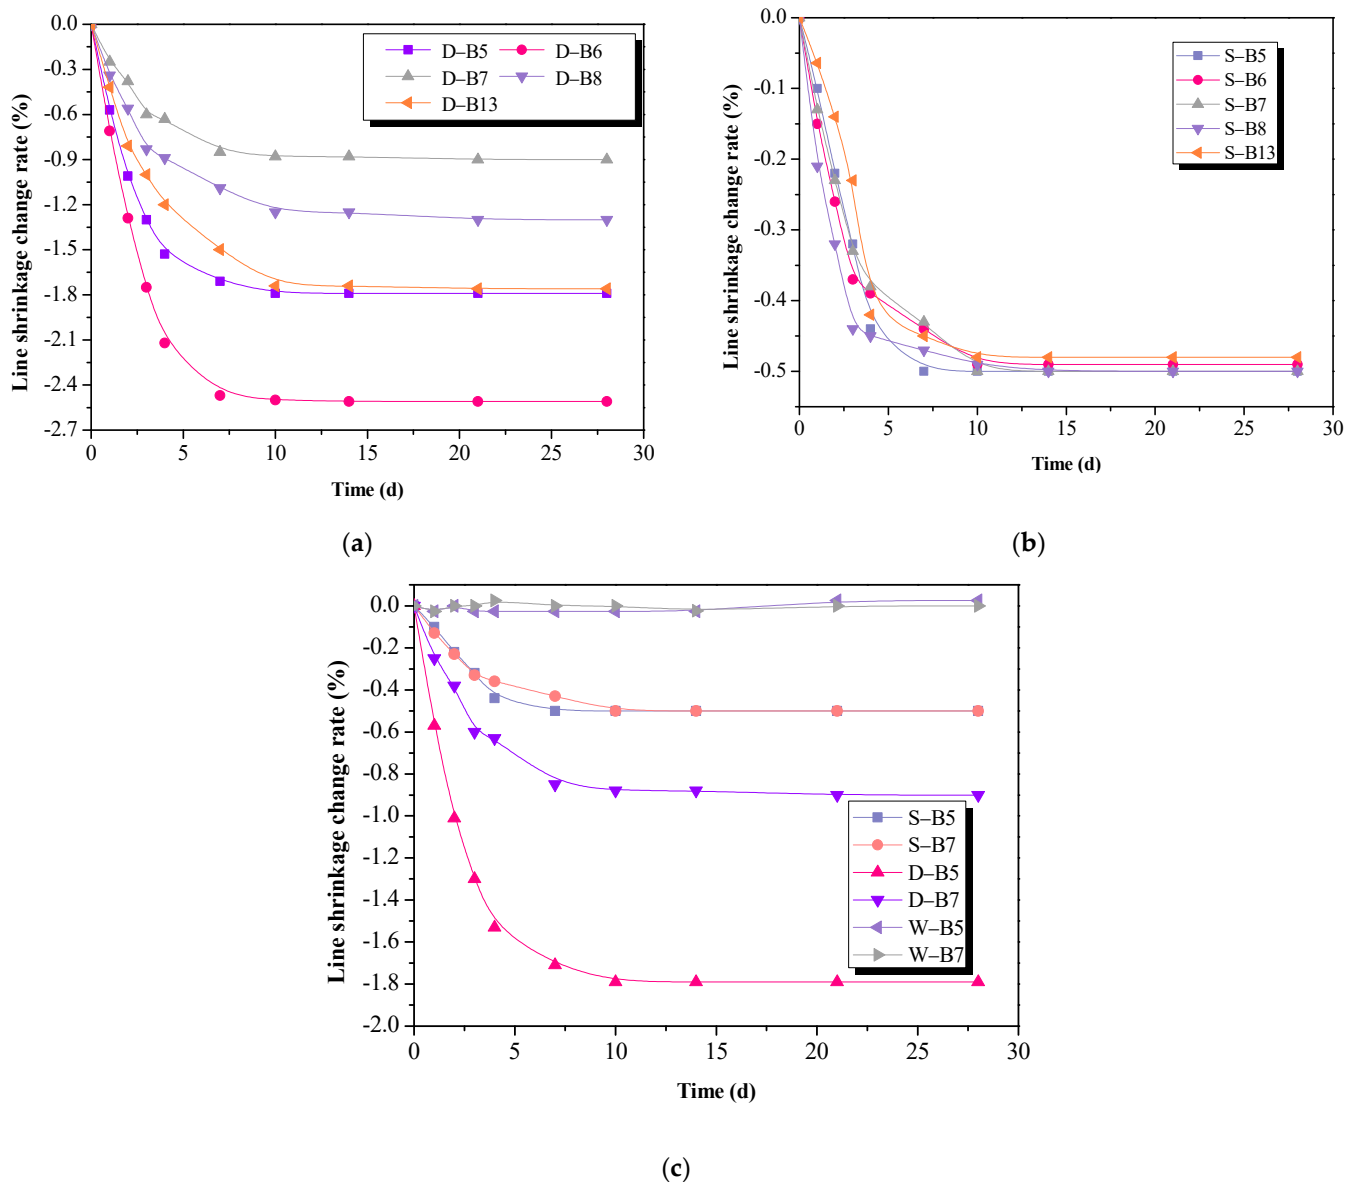 0.0
-0.3
-0.6
-0.9
-1.2
-1.5
-1.8
-2.1
-2.4
-2.7
0 5 10 15 20 25 30
Line shrinkage change rate (%)
Time (d)
D–B5 D–B6
D–B7 D–B8
D–B13
(a)
0.0
-0.1
-0.2
-0.3
-0.4
-0.5
0 5 10 15 20 25 30
Line shrinkage change rate (%)
Time (d)
S–B5
S–B6
S–B7
S–B8
S–B13
(b)
0.0
-0.2
-0.4
-0.6
-0.8
-1.0
-1.2
-1.4
-1.6
-1.8
-2.0
0 5 10 15 20 25 30
Line shrinkage change rate (%)
Time (d)
S–B5
S–B7
D–B5
D–B7
W–B5
W–B7
(c)